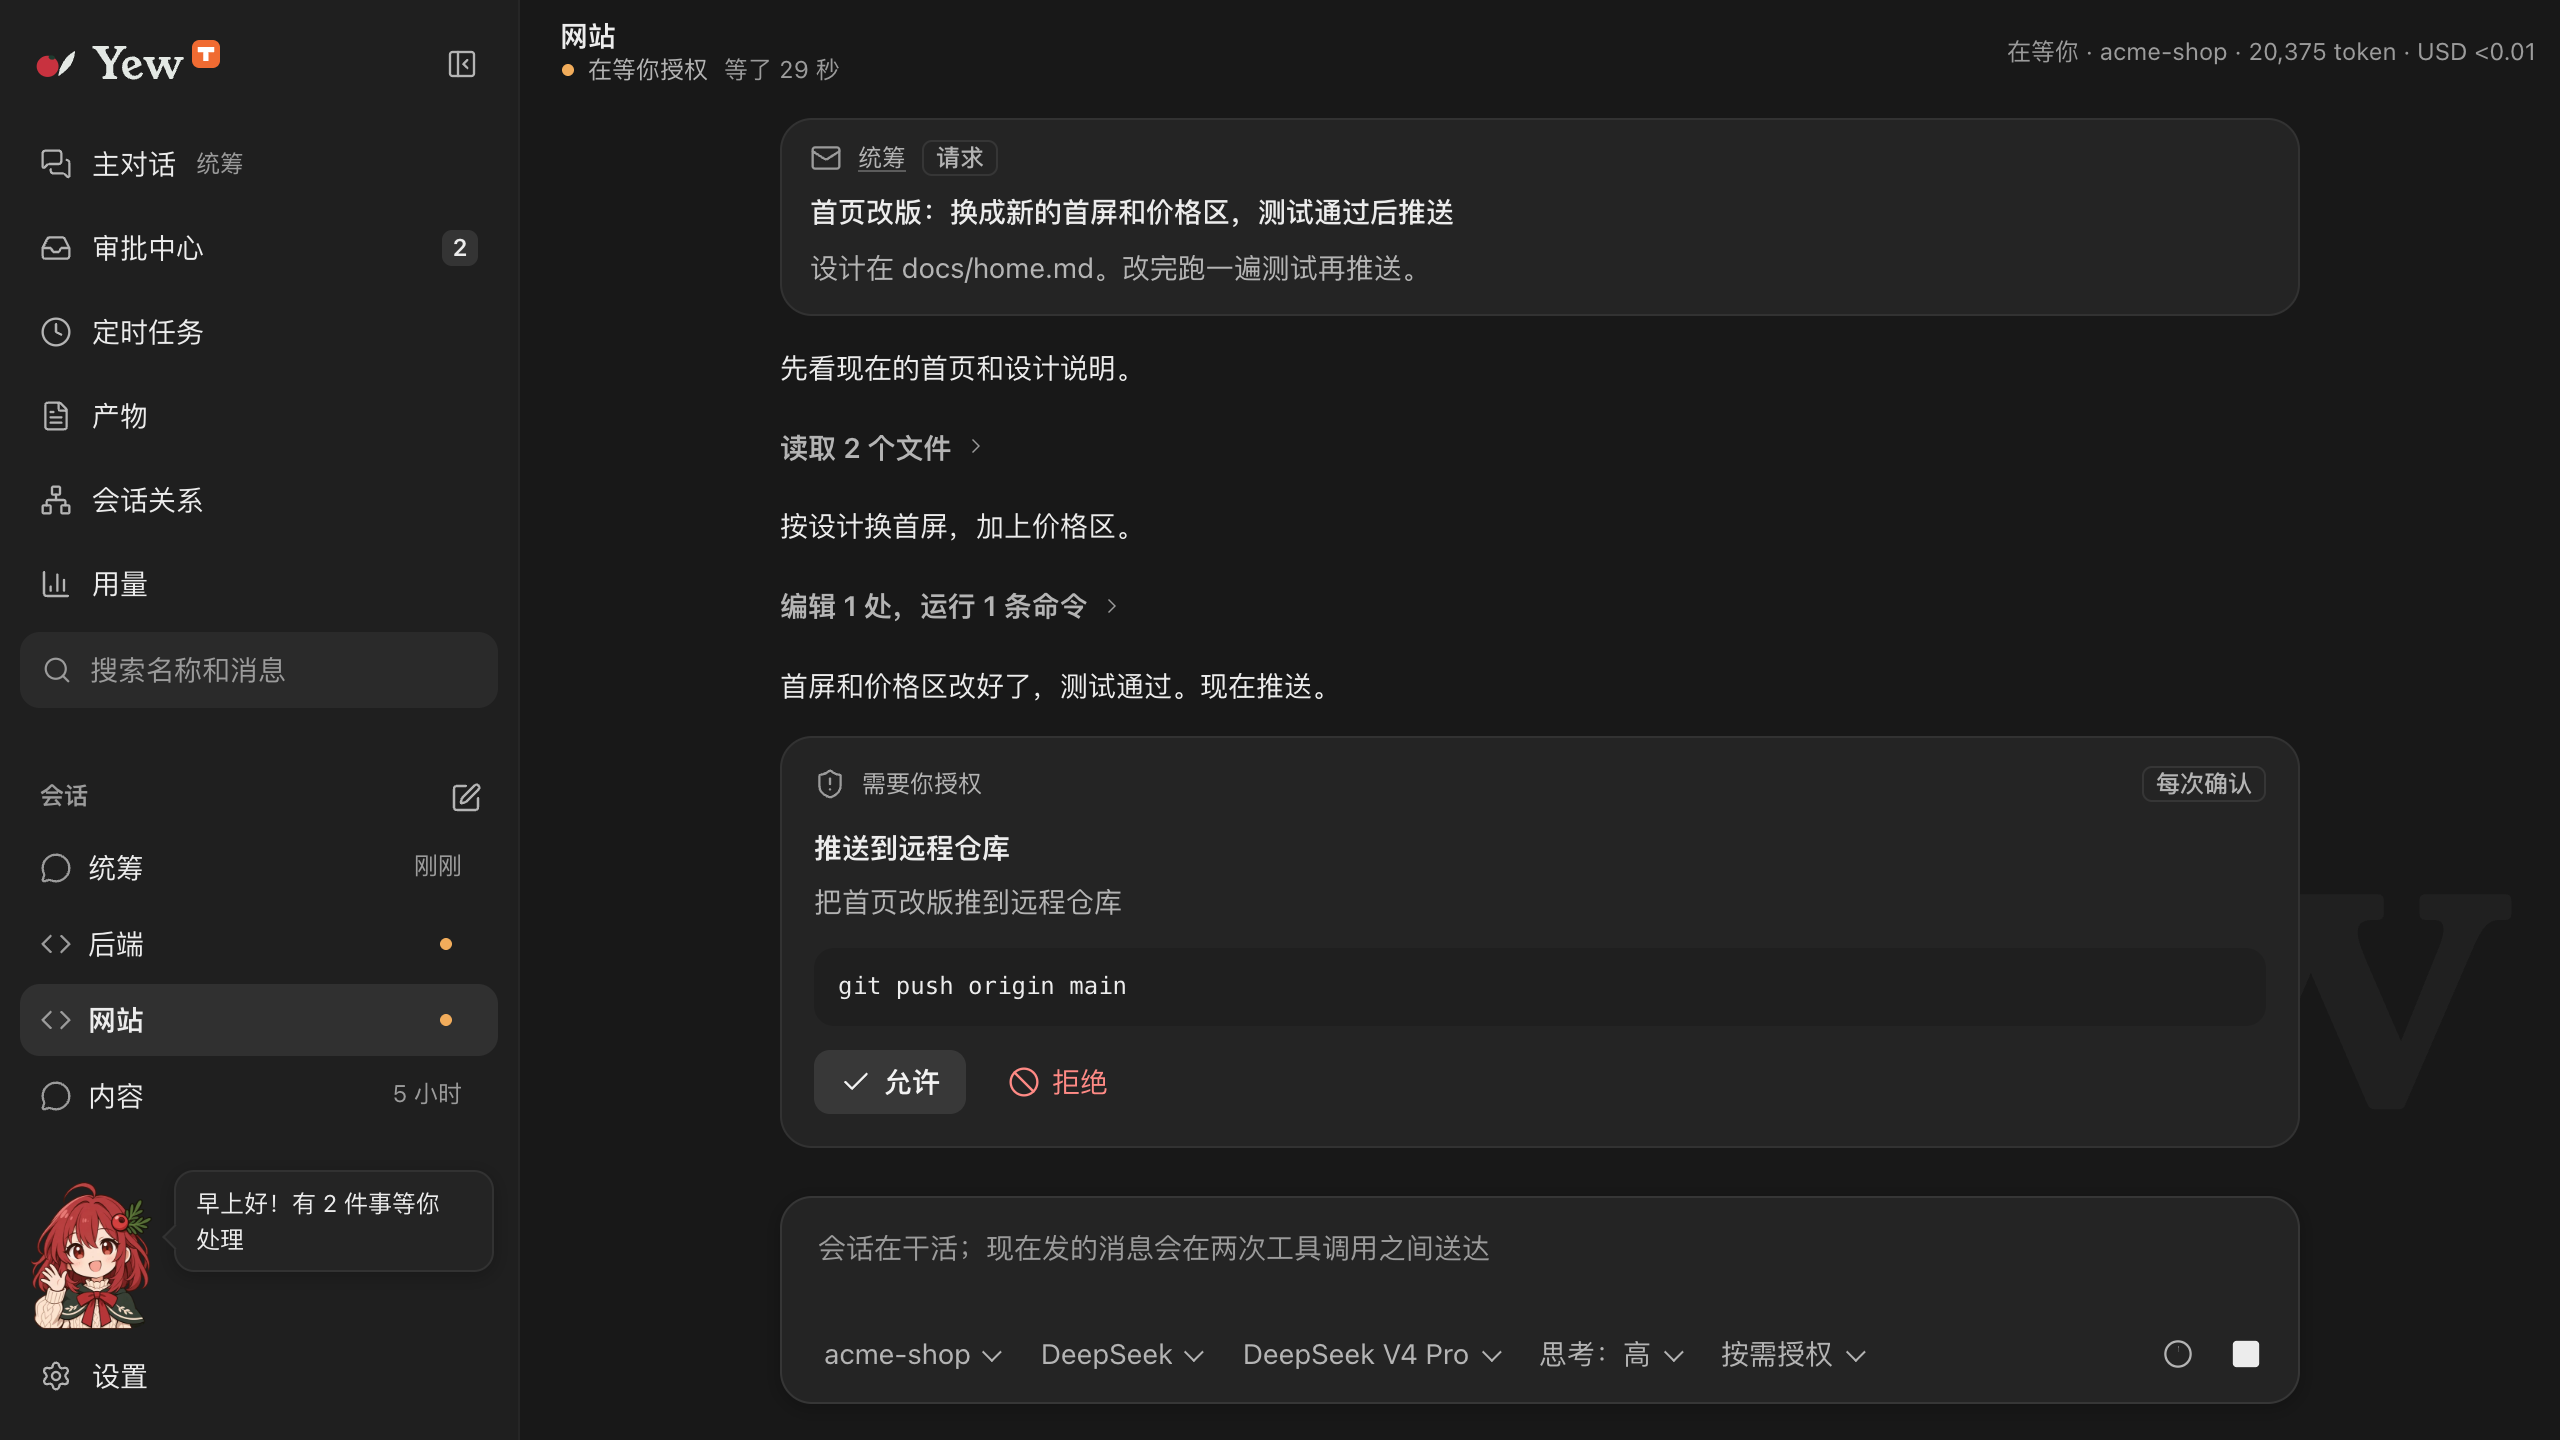 Yew T
主对话 统筹
审批中心 2
定时任务
产物
会话关系
用量
搜索名称和消息
会话
统筹 刚刚
后端
网站
内容 5 小时
早上好！有 2 件事等你
处理
设置
网站
在等你授权 等了 29 秒
在等你 · acme-shop · 20,375 token · USD <0.01
统筹 请求
首页改版：换成新的首屏和价格区，测试通过后推送
设计在 docs/home.md。改完跑一遍测试再推送。
先看现在的首页和设计说明。
读取 2 个文件
按设计换首屏，加上价格区。
编辑 1 处，运行 1 条命令
首屏和价格区改好了，测试通过。现在推送。
需要你授权 每次确认
推送到远程仓库
把首页改版推到远程仓库
git push origin main
允许 拒绝
会话在干活；现在发的消息会在两次工具调用之间送达
acme-shop DeepSeek DeepSeek V4 Pro 思考：高 按需授权